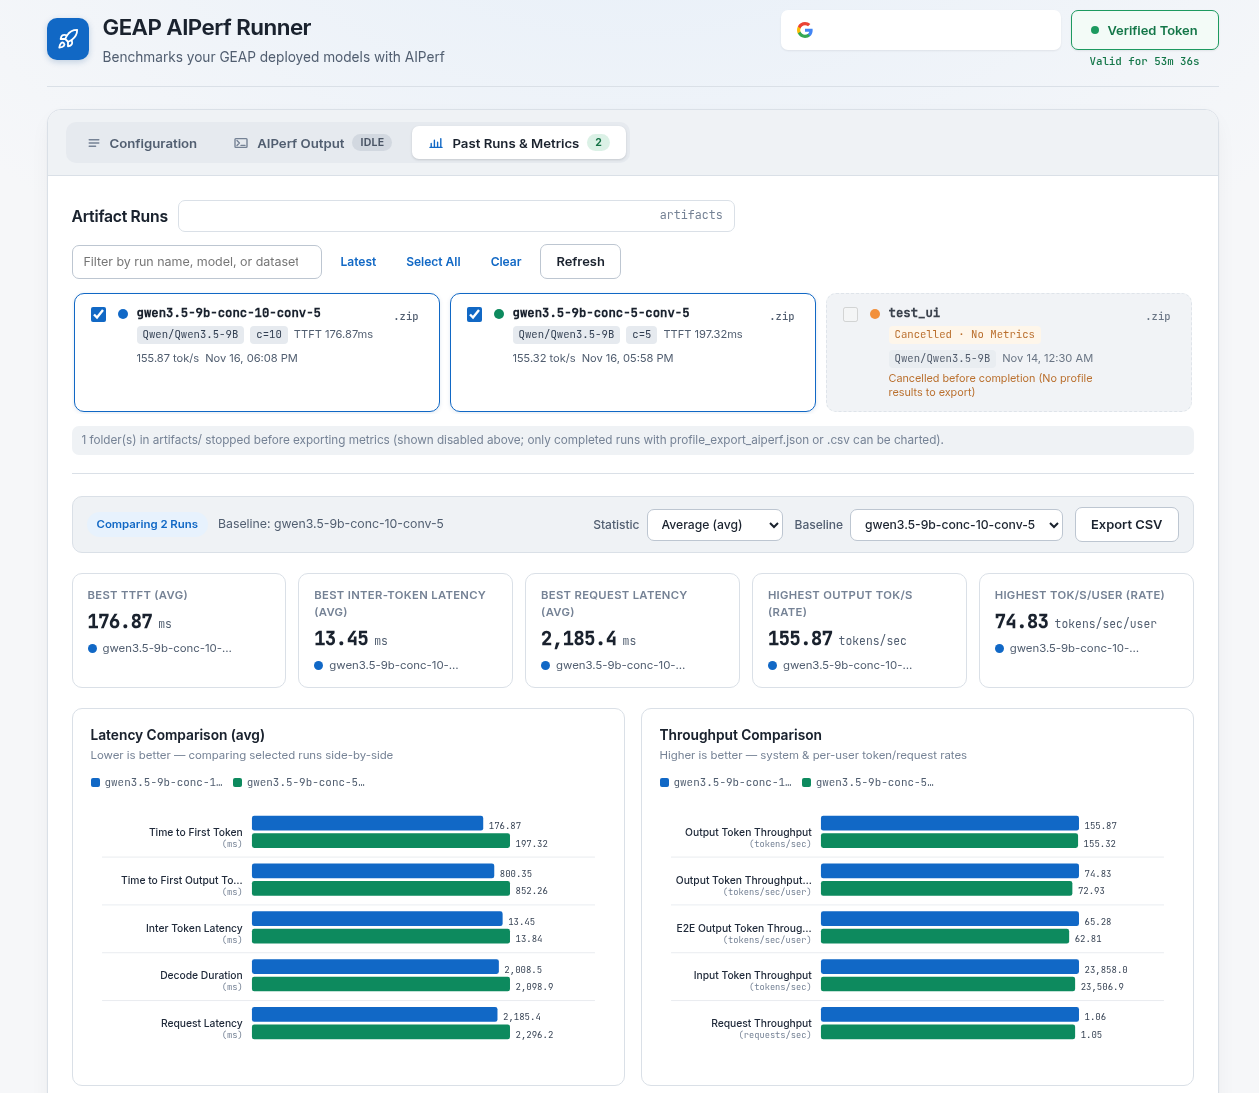 GEAP AIPerf Runner
Benchmarks your GEAP deployed models with AIPerf
Verified Token
Valid for 53m 36s
Configuration
AIPerf Output IDLE
Past Runs & Metrics 2
Artifact Runs
artifacts
Filter by run name, model, or dataset
Latest
Select All
Clear
Refresh
qwen3.5-9b-conc-10-conv-5
.zip
Qwen/Qwen3.5-9B c=10 TTFT 176.87ms
155.87 tok/s Nov 16, 06:08 PM
qwen3.5-9b-conc-5-conv-5
.zip
Qwen/Qwen3.5-9B c=5 TTFT 197.32ms
155.32 tok/s Nov 16, 05:58 PM
test_ui
.zip
Cancelled · No Metrics
Qwen/Qwen3.5-9B Nov 14, 12:30 AM
Cancelled before completion (No profile
results to export)
1 folder(s) in artifacts/ stopped before exporting metrics (shown disabled above; only completed runs with profile_export_aiperf.json or .csv can be charted).
Comparing 2 Runs
Baseline: qwen3.5-9b-conc-10-conv-5
Statistic
Average (avg)
Baseline
qwen3.5-9b-conc-10-conv-5
Export CSV
BEST TTFT (AVG)
176.87 ms
qwen3.5-9b-conc-10-...
BEST INTER-TOKEN LATENCY
(AVG)
13.45 ms
qwen3.5-9b-conc-10-...
BEST REQUEST LATENCY
(AVG)
2,185.4 ms
qwen3.5-9b-conc-10-...
HIGHEST OUTPUT TOK/S
(RATE)
155.87 tokens/sec
qwen3.5-9b-conc-10-...
HIGHEST TOK/S/USER (RATE)
74.83 tokens/sec/user
qwen3.5-9b-conc-10-...
Latency Comparison (avg)
Lower is better — comparing selected runs side-by-side
qwen3.5-9b-conc-1… qwen3.5-9b-conc-5…
Time to First Token
(ms)
176.87
197.32
Time to First Output To...
(ms)
800.35
852.26
Inter Token Latency
(ms)
13.45
13.84
Decode Duration
(ms)
2,008.5
2,098.9
Request Latency
(ms)
2,185.4
2,296.2
Throughput Comparison
Higher is better — system & per-user token/request rates
qwen3.5-9b-conc-1… qwen3.5-9b-conc-5…
Output Token Throughput
(tokens/sec)
155.87
155.32
Output Token Throughput...
(tokens/sec/user)
74.83
72.93
E2E Output Token Throug...
(tokens/sec/user)
65.28
62.81
Input Token Throughput
(tokens/sec)
23,858.0
23,506.9
Request Throughput
(requests/sec)
1.06
1.05